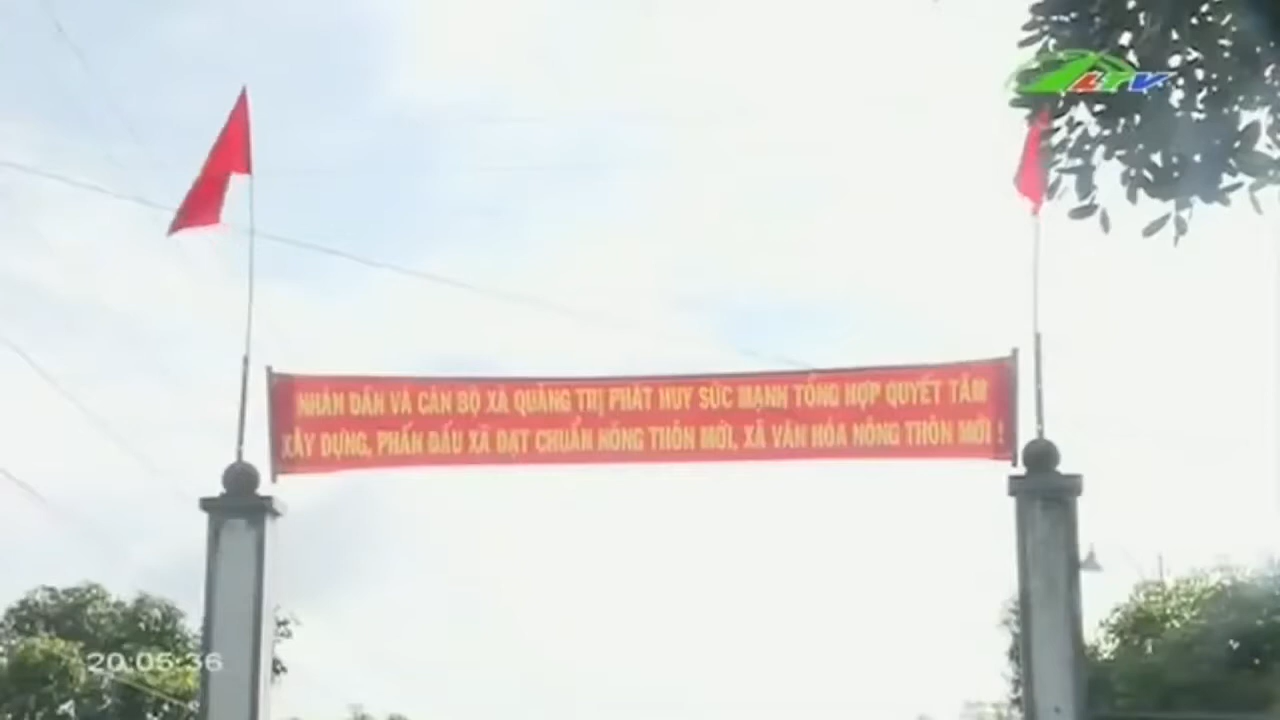 LTV
NHÂN DÂN VÀ CÁN BỘ XÃ QUẢNG TRỊ PHÁT HUY SỨC MẠNH TỔNG HỢP QUYẾT TÂM
XÂY DỰNG, PHẤN ĐẤU XÃ ĐẠT CHUẨN NÔNG THÔN MỚI, XÃ VĂN HÓA NÔNG THÔN MỚI !
20:05:36